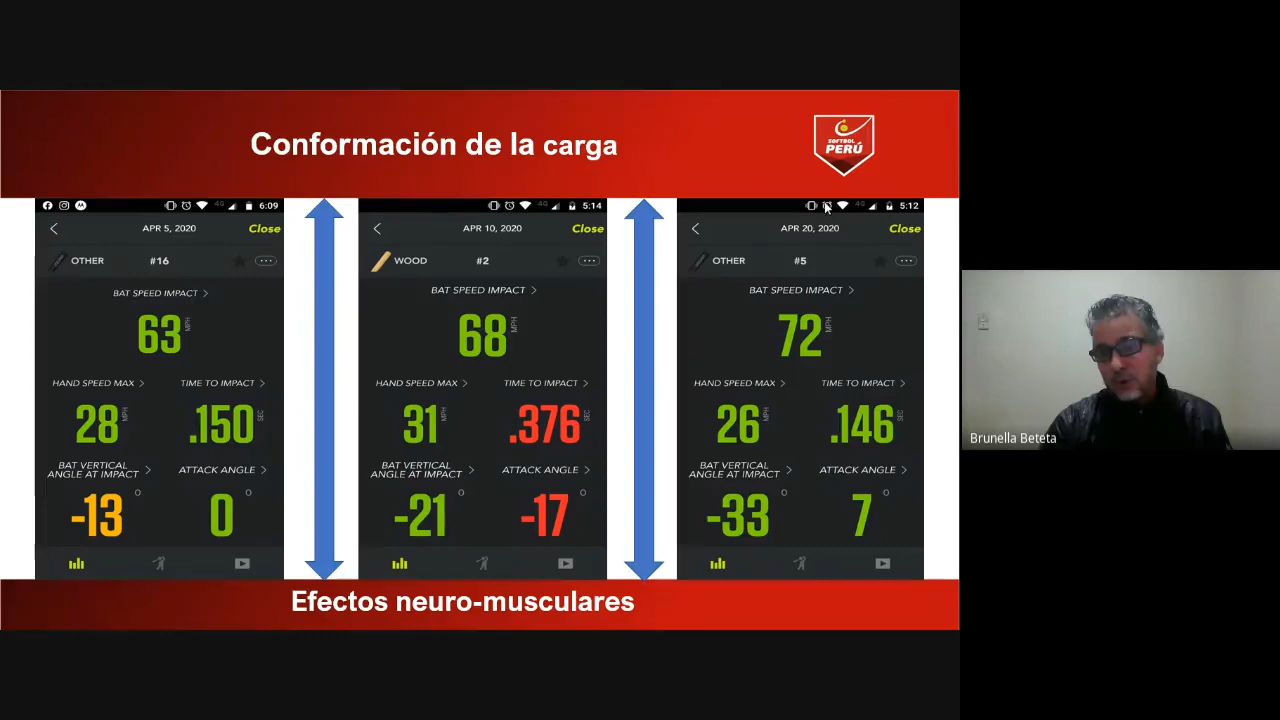 Conformación de la carga
SOFTBOL
PERÚ
6:09
APR 5, 2020
Close
OTHER
#16
BAT SPEED IMPACT >
63 MPH
HAND SPEED MAX >
TIME TO IMPACT >
28 MPH
.150 SEC
BAT VERTICAL
ANGLE AT IMPACT >
ATTACK ANGLE >
-13°
0°
4G
5:14
APR 10, 2020
Close
WOOD
#2
BAT SPEED IMPACT >
68 MPH
HAND SPEED MAX >
TIME TO IMPACT >
31 MPH
.376 SEC
BAT VERTICAL
ANGLE AT IMPACT >
ATTACK ANGLE >
-21°
-17°
4G
5:12
APR 20, 2020
Close
OTHER
#5
BAT SPEED IMPACT >
72 MPH
HAND SPEED MAX >
TIME TO IMPACT >
26 MPH
.146 SEC
BAT VERTICAL
ANGLE AT IMPACT >
ATTACK ANGLE >
-33°
7°
Efectos neuro-musculares
Brunella Beteta